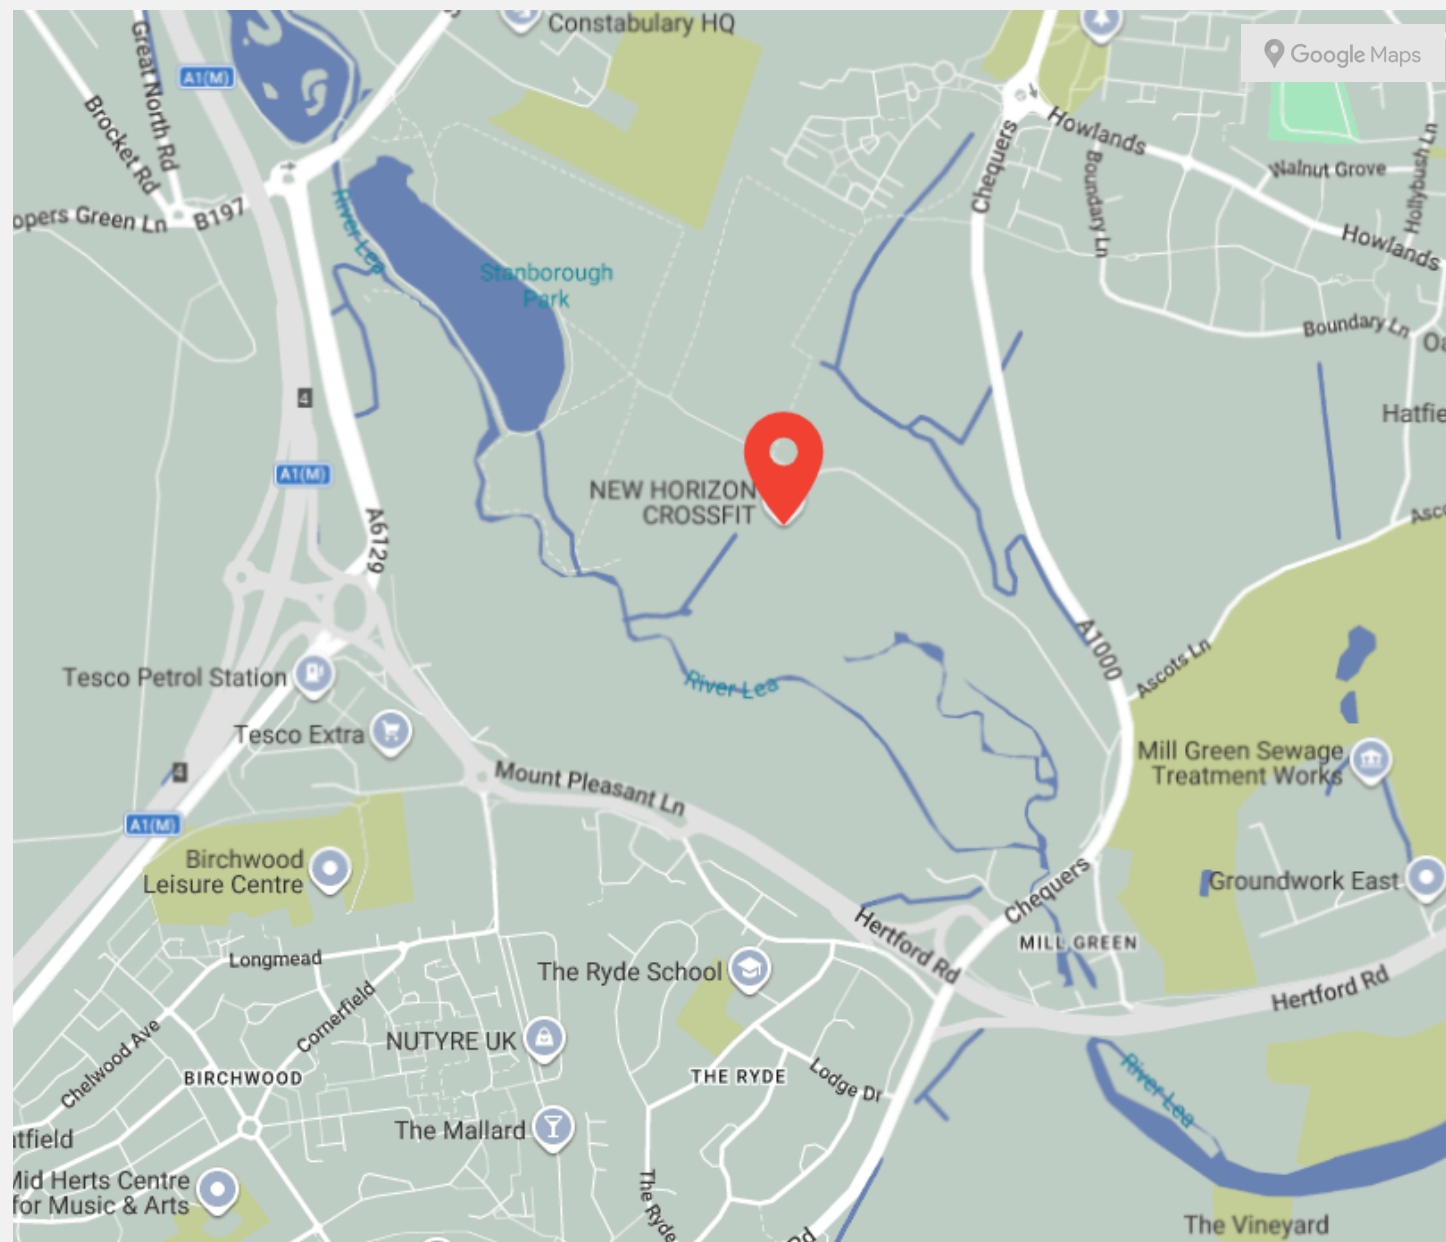 Constabulary HQ
Google Maps
Great North Rd
A1(M)
Brocket Rd
Chequers
Howlands
Boundary Ln
Walnut Grove
Hollybush Ln
opers Green Ln
B197
River Lea
Howlands
Stanborough
Park
Boundary Ln
4
Hatfie
A1(M)
NEW HORIZON
CROSSFIT
A6129
Asco
A1000
Ascots Ln
Tesco Petrol Station
River Lea
Tesco Extra
4
Mount Pleasant Ln
Mill Green Sewage
Treatment Works
A1(M)
Birchwood
Leisure Centre
Chequers
Groundwork East
Hertford Rd
MILL GREEN
Longmead
The Ryde School
Hertford Rd
Cornerfield
Chelwood Ave
NUTYRE UK
BIRCHWOOD
THE RYDE
Lodge Dr
River Lea
The Mallard
atfield
Mid Herts Centre
for Music & Arts
The Ryde
Rd
The Vineyard